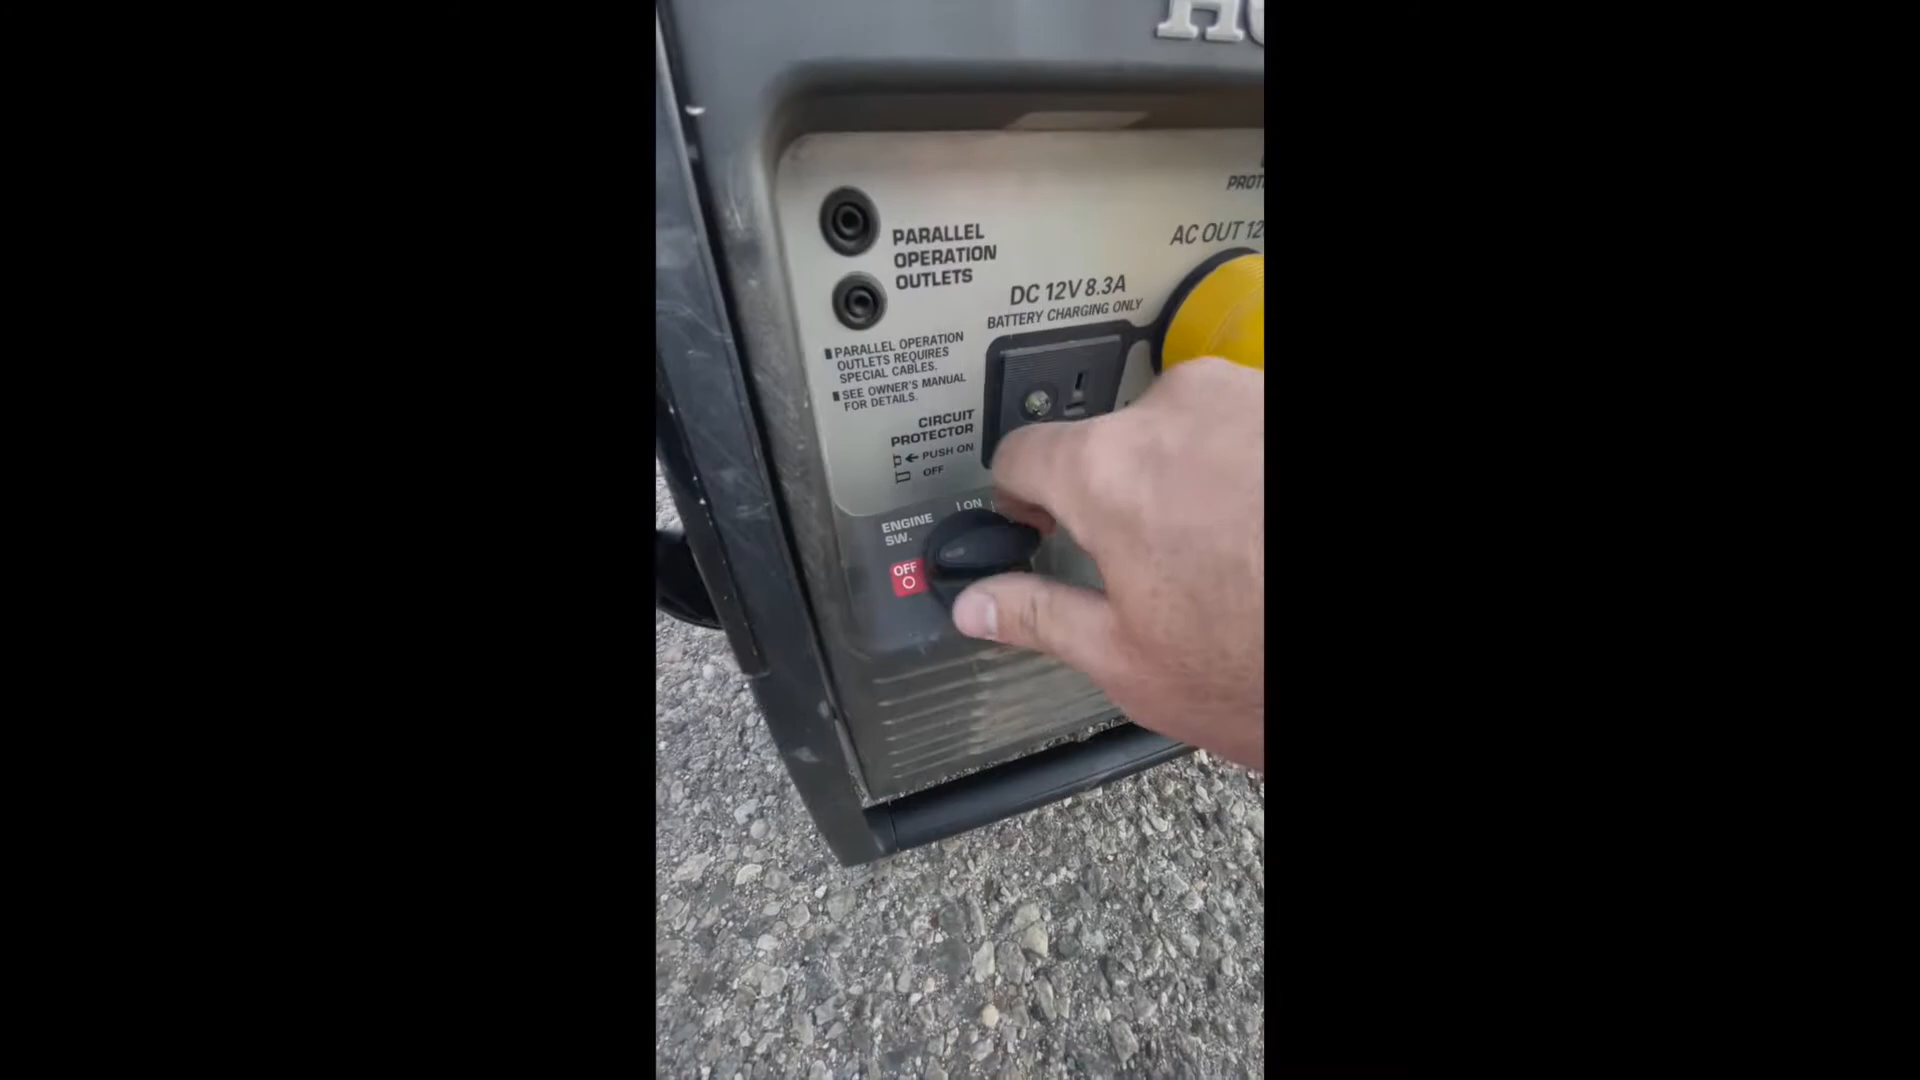 PARALLEL
OPERATION
OUTLETS
AC OUT 12
DC 12V 8.3A
BATTERY CHARGING ONLY
PARALLEL OPERATION
OUTLETS REQUIRES
SPECIAL CABLES.
SEE OWNER'S MANUAL
FOR DETAILS.
CIRCUIT
PROTECTOR
PUSH ON
OFF
ENGINE
SW.
ON
OFF